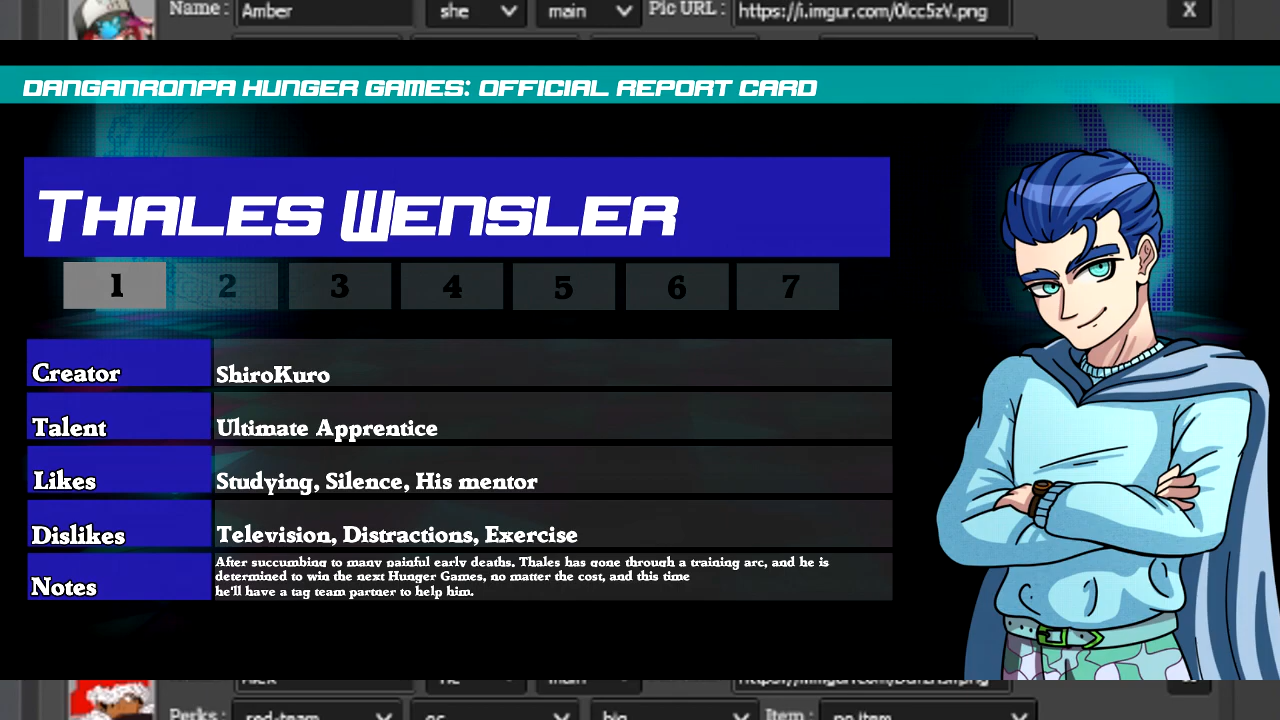 Name : Amber she main Pic URL : https://i.imgur.com/0lcc5zV.png X
DANGANRONPA HUNGER GAMES: OFFICIAL REPORT CARD
THALES WENSLER
1 2 3 4 5 6 7
Creator ShiroKuro
Talent Ultimate Apprentice
Likes Studying, Silence, His mentor
Dislikes Television, Distractions, Exercise
Notes
After succumbing to many painful early deaths. Thales has gone through a training arc, and he is
determined to win the next Hunger Games, no matter the cost, and this time
he'll have a tag team partner to help him.
Perks : red-team oc big Item : no item